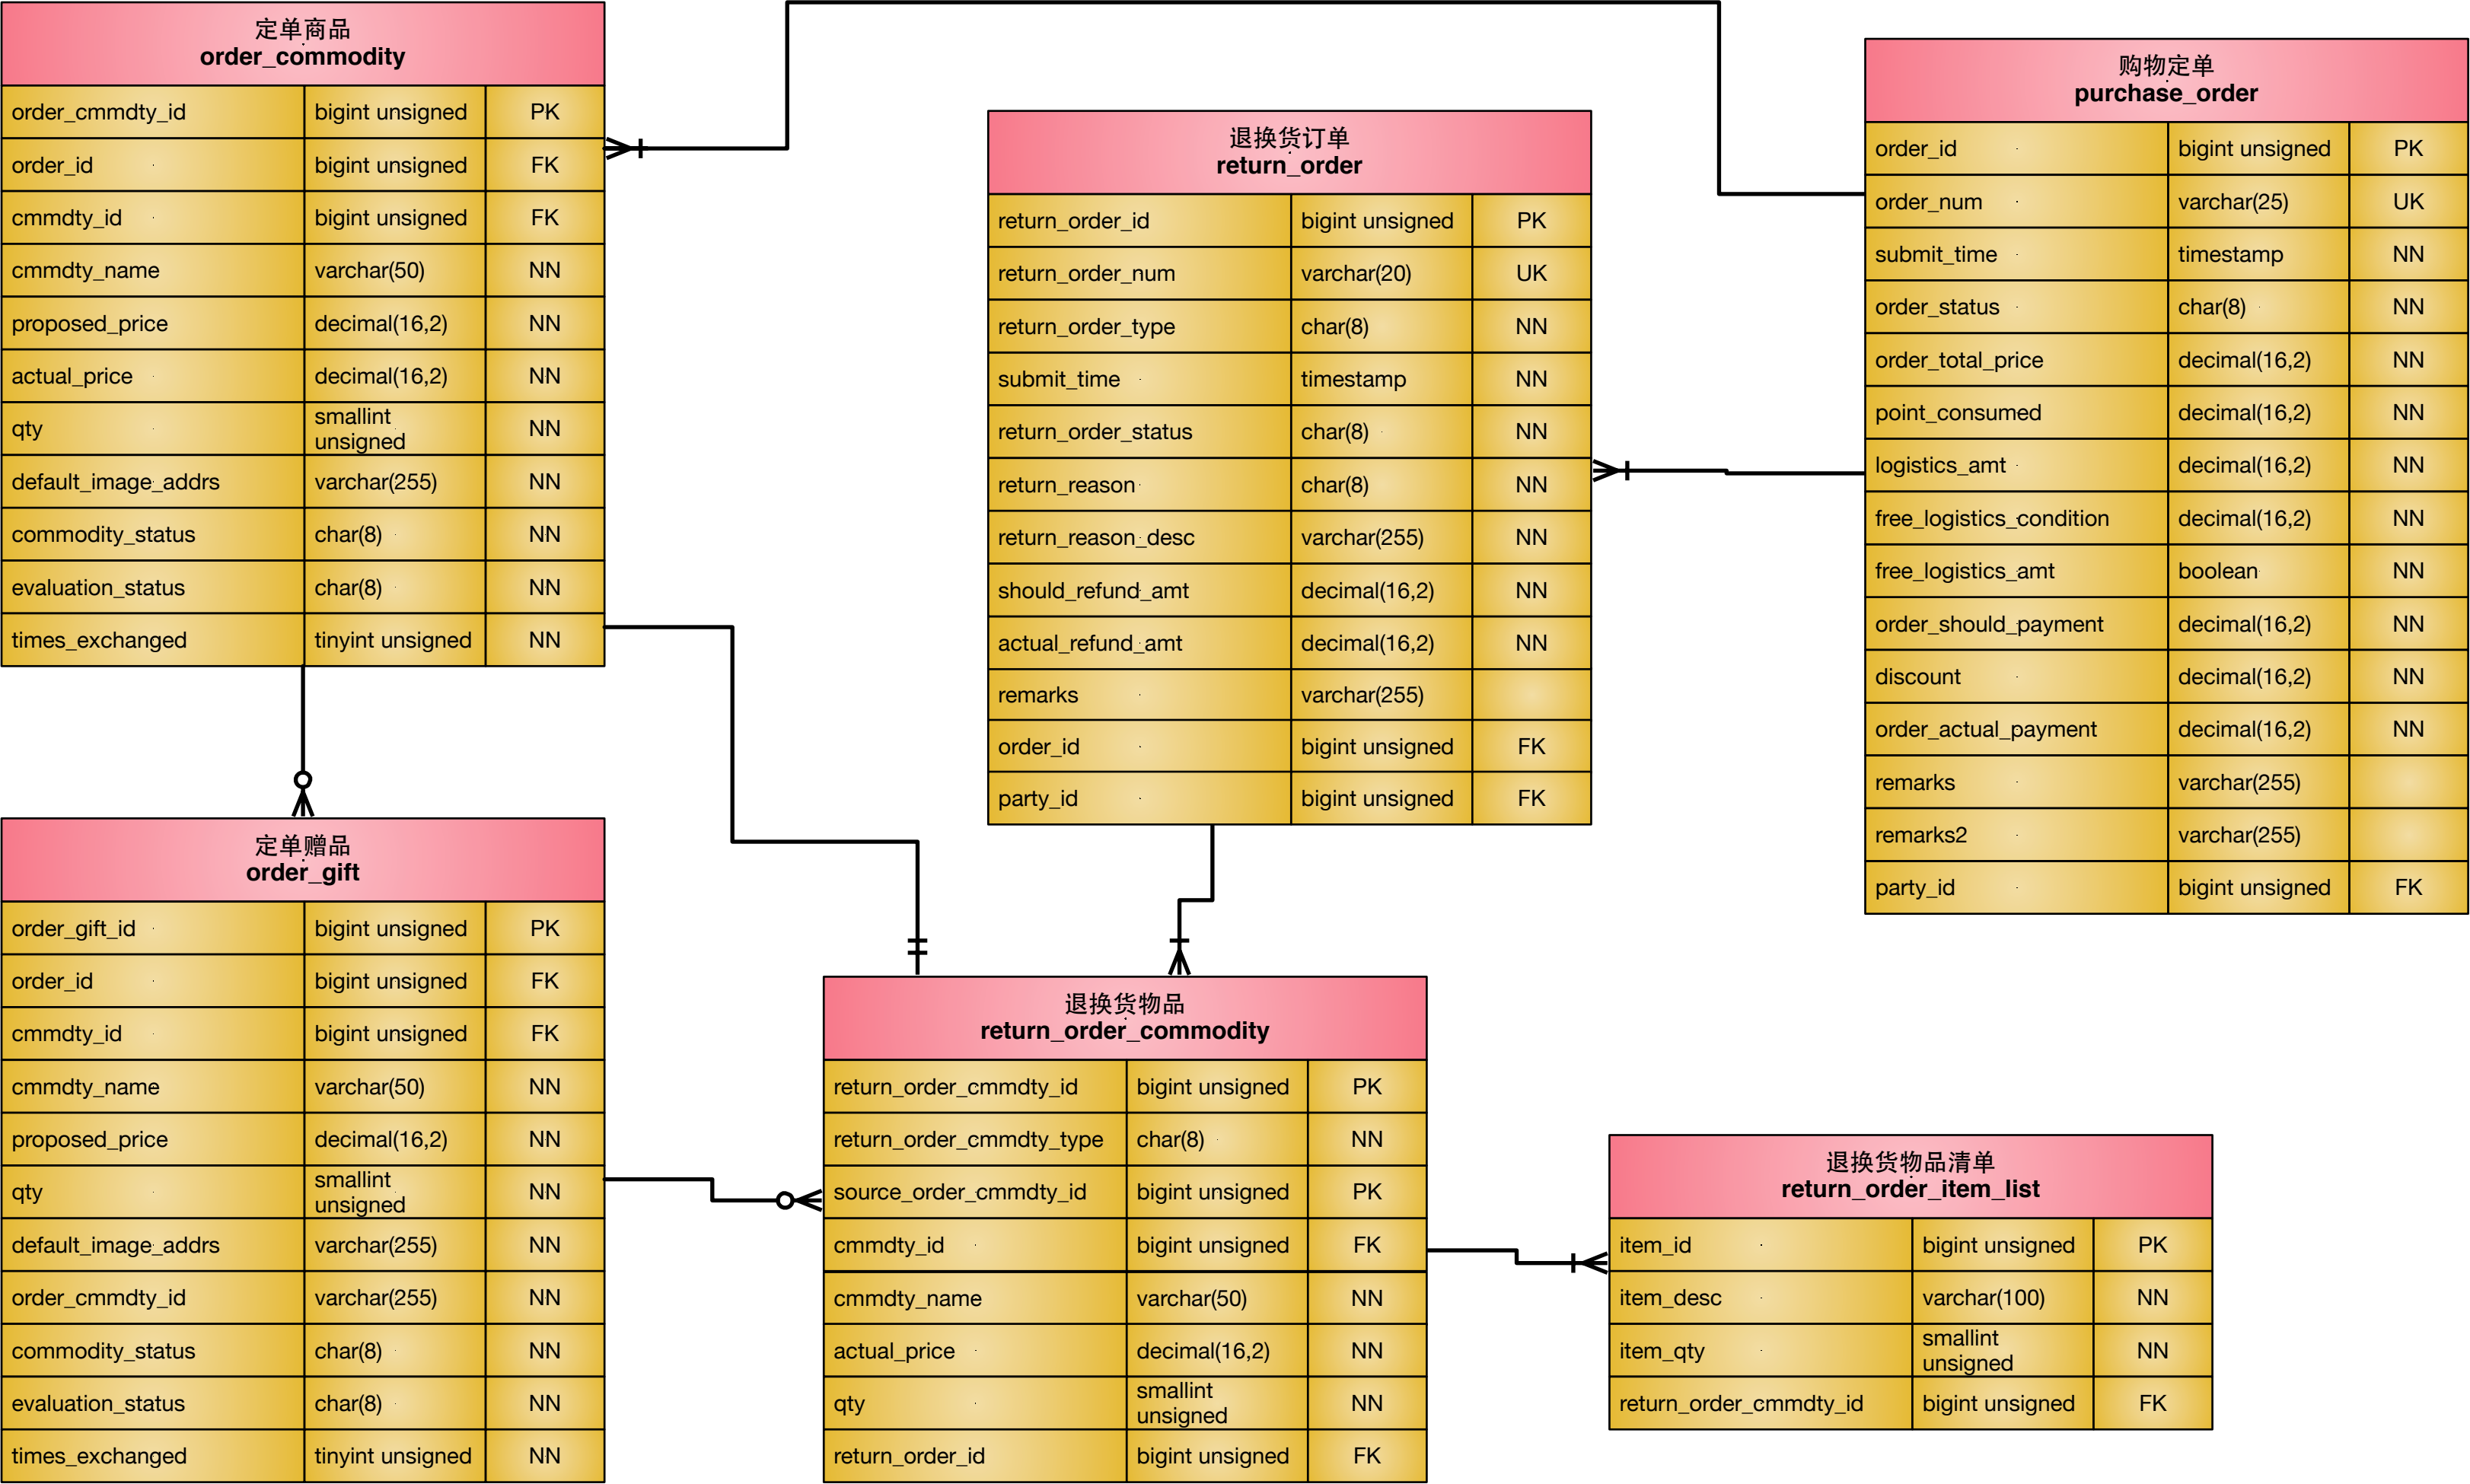 定单商品
order_commodity
order_cmmdty_id bigint unsigned PK
order_id bigint unsigned FK
cmmdty_id bigint unsigned FK
cmmdty_name varchar(50) NN
proposed_price decimal(16,2) NN
actual_price decimal(16,2) NN
qty smallint unsigned NN
default_image_addrs varchar(255) NN
commodity_status char(8) NN
evaluation_status char(8) NN
times_exchanged tinyint unsigned NN
退换货订单
return_order
return_order_id bigint unsigned PK
return_order_num varchar(20) UK
return_order_type char(8) NN
submit_time timestamp NN
return_order_status char(8) NN
return_reason char(8) NN
return_reason_desc varchar(255) NN
should_refund_amt decimal(16,2) NN
actual_refund_amt decimal(16,2) NN
remarks varchar(255)
order_id bigint unsigned FK
party_id bigint unsigned FK
购物定单
purchase_order
order_id bigint unsigned PK
order_num varchar(25) UK
submit_time timestamp NN
order_status char(8) NN
order_total_price decimal(16,2) NN
point_consumed decimal(16,2) NN
logistics_amt decimal(16,2) NN
free_logistics_condition decimal(16,2) NN
free_logistics_amt boolean NN
order_should_payment decimal(16,2) NN
discount decimal(16,2) NN
order_actual_payment decimal(16,2) NN
remarks varchar(255)
remarks2 varchar(255)
party_id bigint unsigned FK
定单赠品
order_gift
order_gift_id bigint unsigned PK
order_id bigint unsigned FK
cmmdty_id bigint unsigned FK
cmmdty_name varchar(50) NN
proposed_price decimal(16,2) NN
qty smallint unsigned NN
default_image_addrs varchar(255) NN
order_cmmdty_id varchar(255) NN
commodity_status char(8) NN
evaluation_status char(8) NN
times_exchanged tinyint unsigned NN
退换货物品
return_order_commodity
return_order_cmmdty_id bigint unsigned PK
return_order_cmmdty_type char(8) NN
source_order_cmmdty_id bigint unsigned PK
cmmdty_id bigint unsigned FK
cmmdty_name varchar(50) NN
actual_price decimal(16,2) NN
qty smallint unsigned NN
return_order_id bigint unsigned FK
退换货物品清单
return_order_item_list
item_id bigint unsigned PK
item_desc varchar(100) NN
item_qty smallint unsigned NN
return_order_cmmdty_id bigint unsigned FK